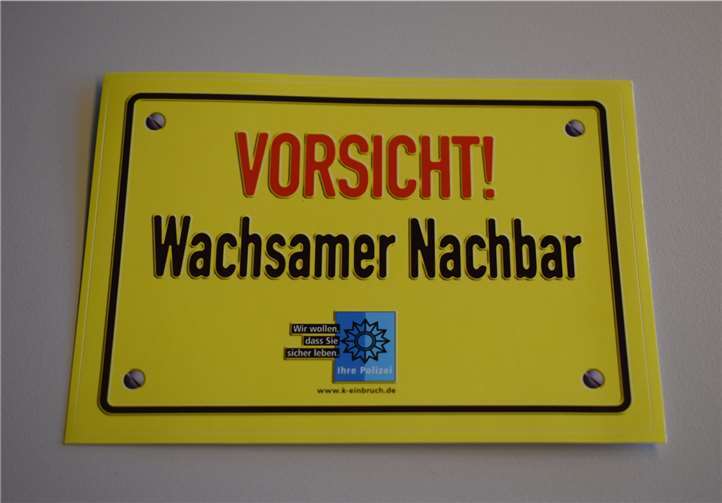 VORSICHT!
Wachsamer Nachbar
Wir wollen,
dass Sie
sicher leben.
Ihre Polizei
www.k-einbruch.de